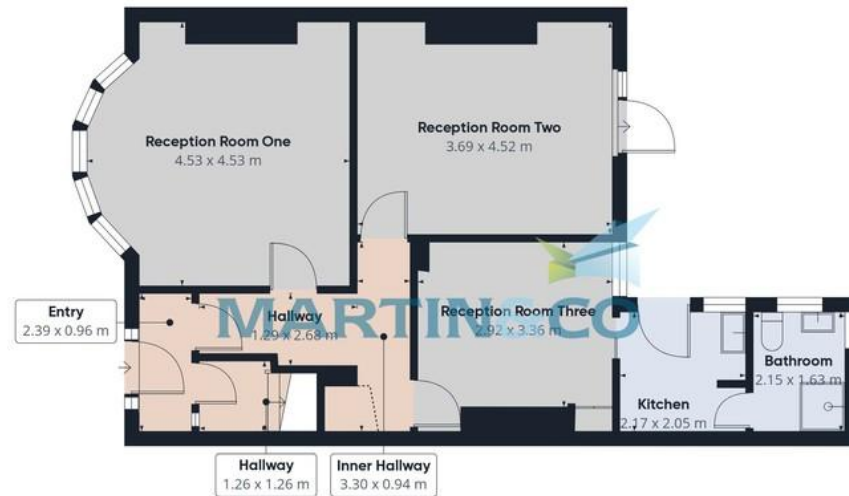 Reception Room One
4.53 x 4.53 m
Reception Room Two
3.69 x 4.52 m
Entry
2.39 x 0.96 m
Hallway
1.29 x 2.68 m
MARTIN&CO
Reception Room Three
2.92 x 3.36 m
Bathroom
2.15 x 1.63 m
Kitchen
2.17 x 2.05 m
Hallway
1.26 x 1.26 m
Inner Hallway
3.30 x 0.94 m